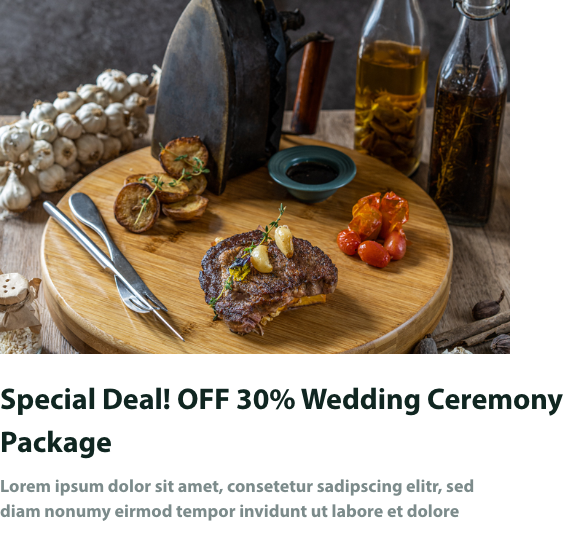 Special Deal! OFF 30% Wedding Ceremony
Package
Lorem ipsum dolor sit amet, consetetur sadipscing elitr, sed
diam nonumy eirmod tempor invidunt ut labore et dolore